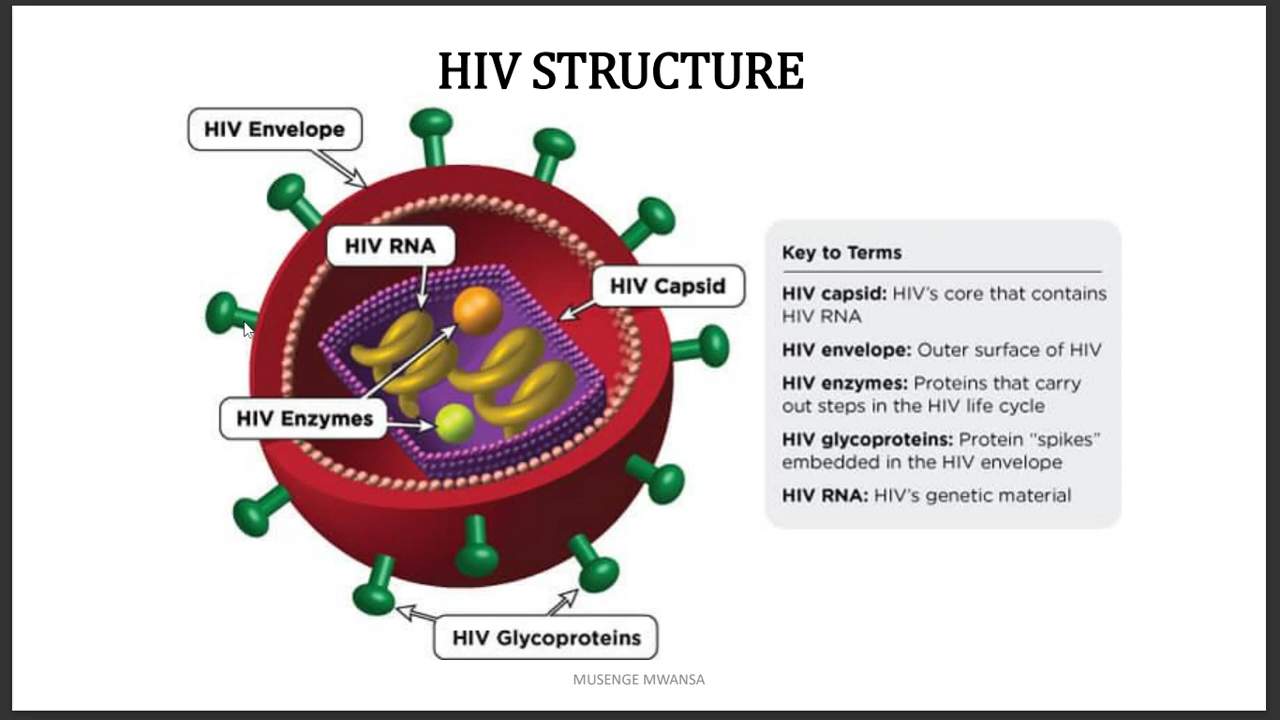 HIV STRUCTURE
HIV Envelope
HIV RNA
HIV Capsid
HIV Enzymes
HIV Glycoproteins
Key to Terms
HIV capsid: HIV’s core that contains
HIV RNA
HIV envelope: Outer surface of HIV
HIV enzymes: Proteins that carry
out steps in the HIV life cycle
HIV glycoproteins: Protein “spikes”
embedded in the HIV envelope
HIV RNA: HIV’s genetic material
MUSENGE MWANSA